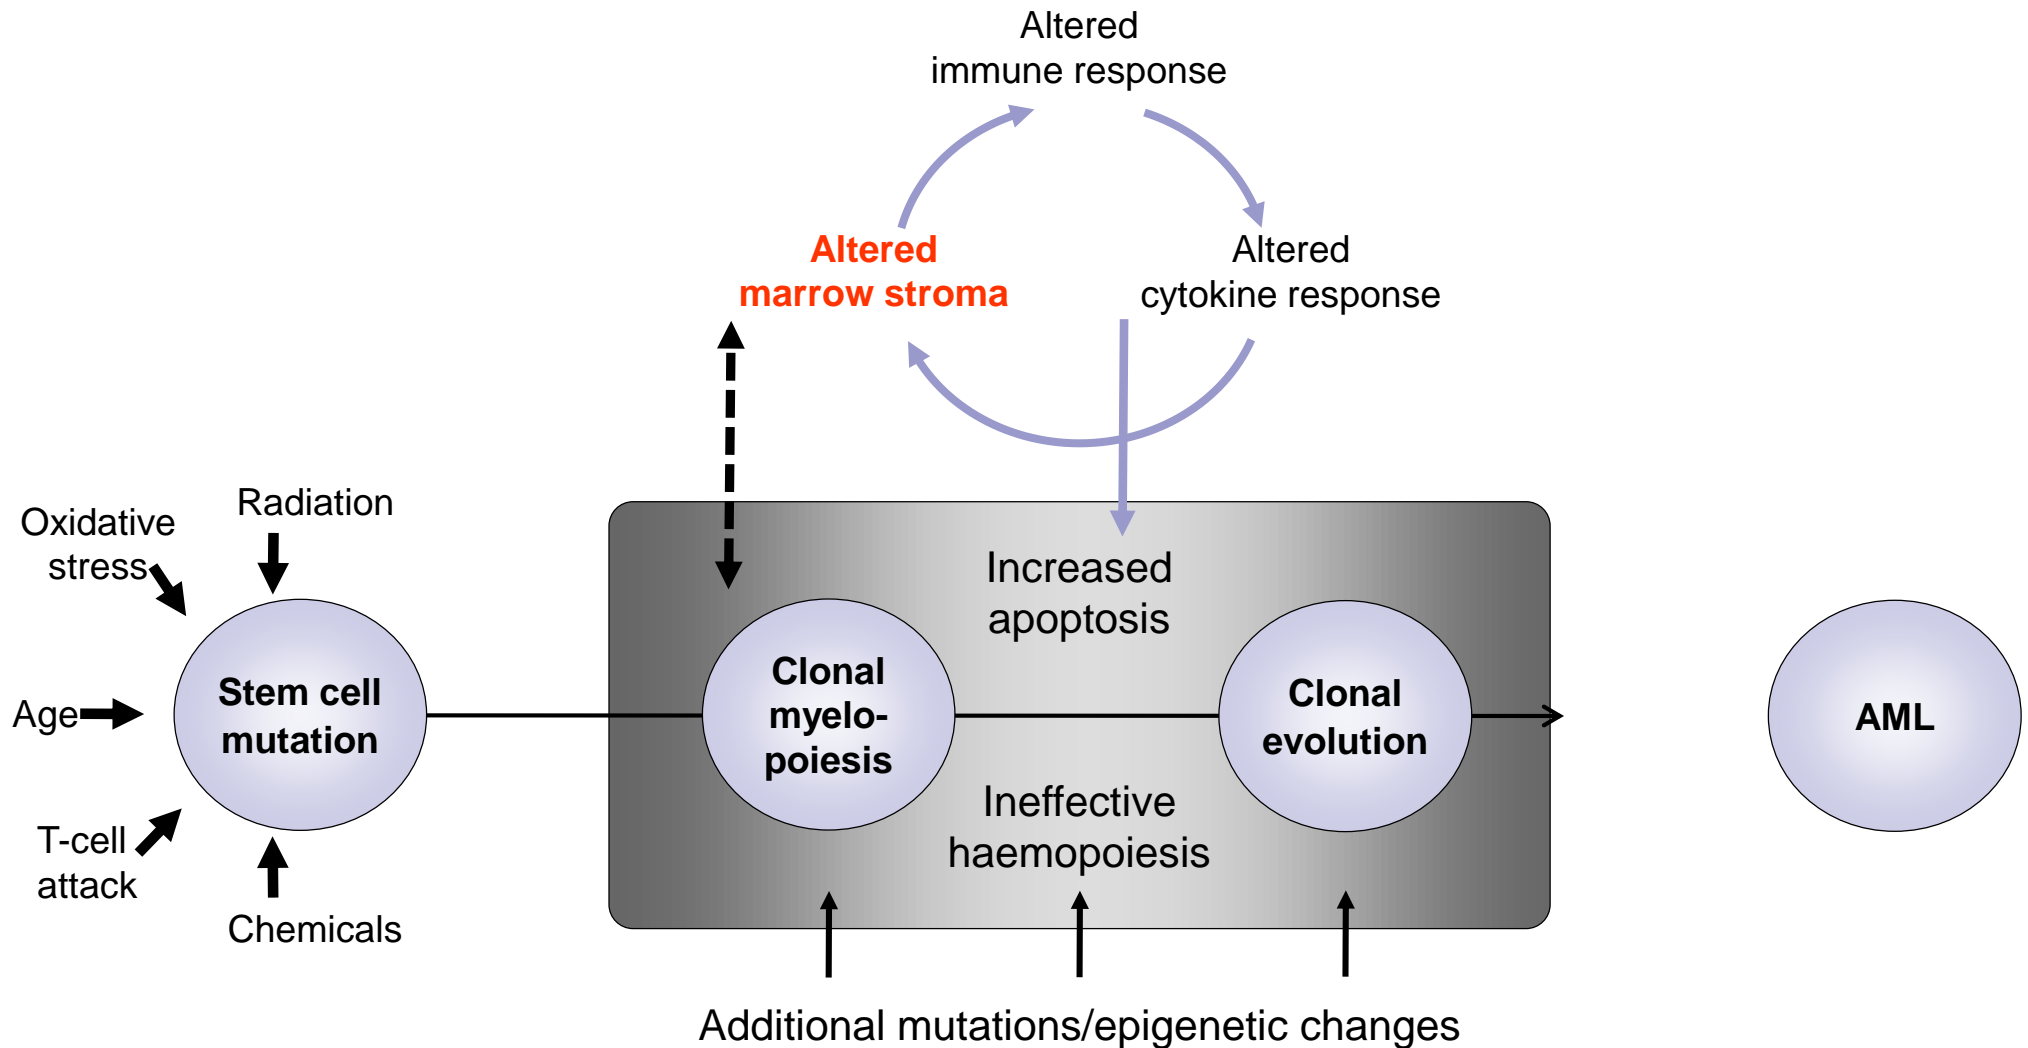 Altered
immune response
Altered
marrow stroma
Altered
cytokine response
Radiation
Oxidative
stress
Age
T-cell
attack
Chemicals
Stem cell
mutation
Clonal
myelo-
poiesis
Increased
apoptosis
Ineffective
haemopoiesis
Clonal
evolution
AML
Additional mutations/epigenetic changes